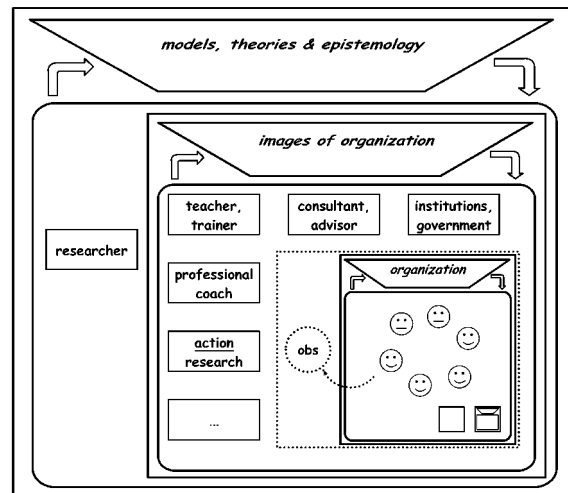 models, theories & epistemology
images of organization
teacher,
trainer
consultant,
advisor
institutions,
government
researcher
professional
coach
organization
action
research
obs
...